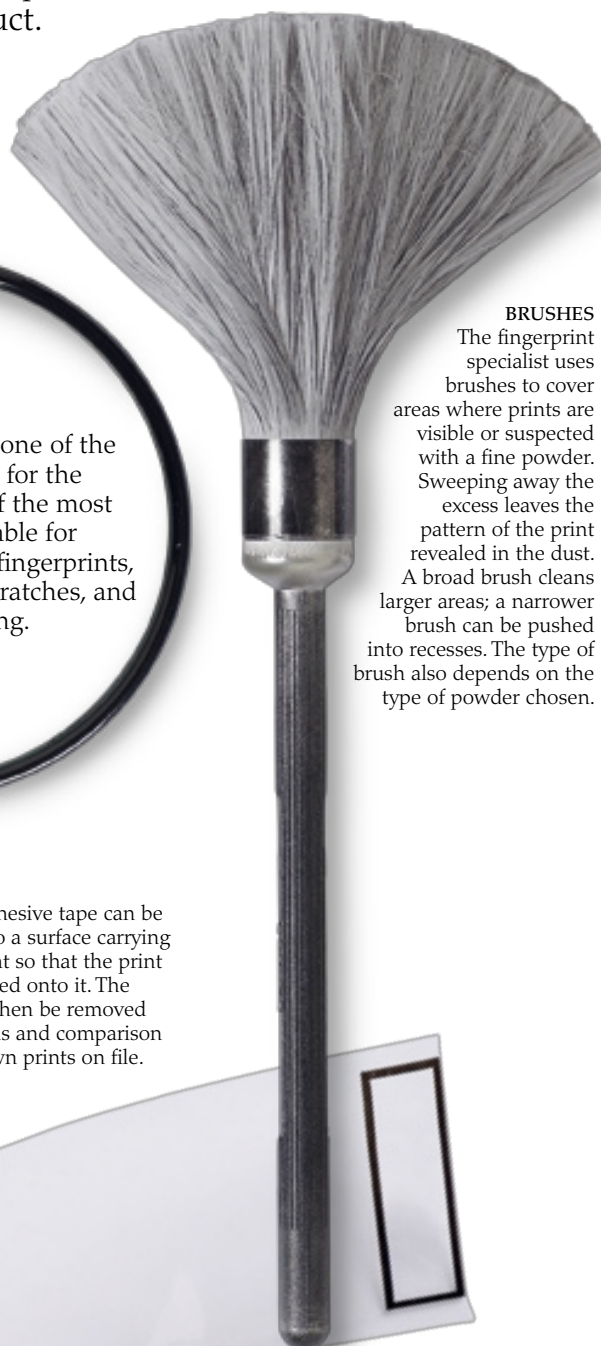 uct.
one of the
for the
f the most
ble for
fingerprints,
ratches, and
ng.
BRUSHES
The fingerprint
specialist uses
brushes to cover
areas where prints are
visible or suspected
with a fine powder.
Sweeping away the
excess leaves the
pattern of the print
revealed in the dust.
A broad brush cleans
larger areas; a narrower
brush can be pushed
into recesses. The type of
brush also depends on the
type of powder chosen.
hesive tape can be
o a surface carrying
t so that the print
ed onto it. The
hen be removed
s and comparison
wn prints on file.